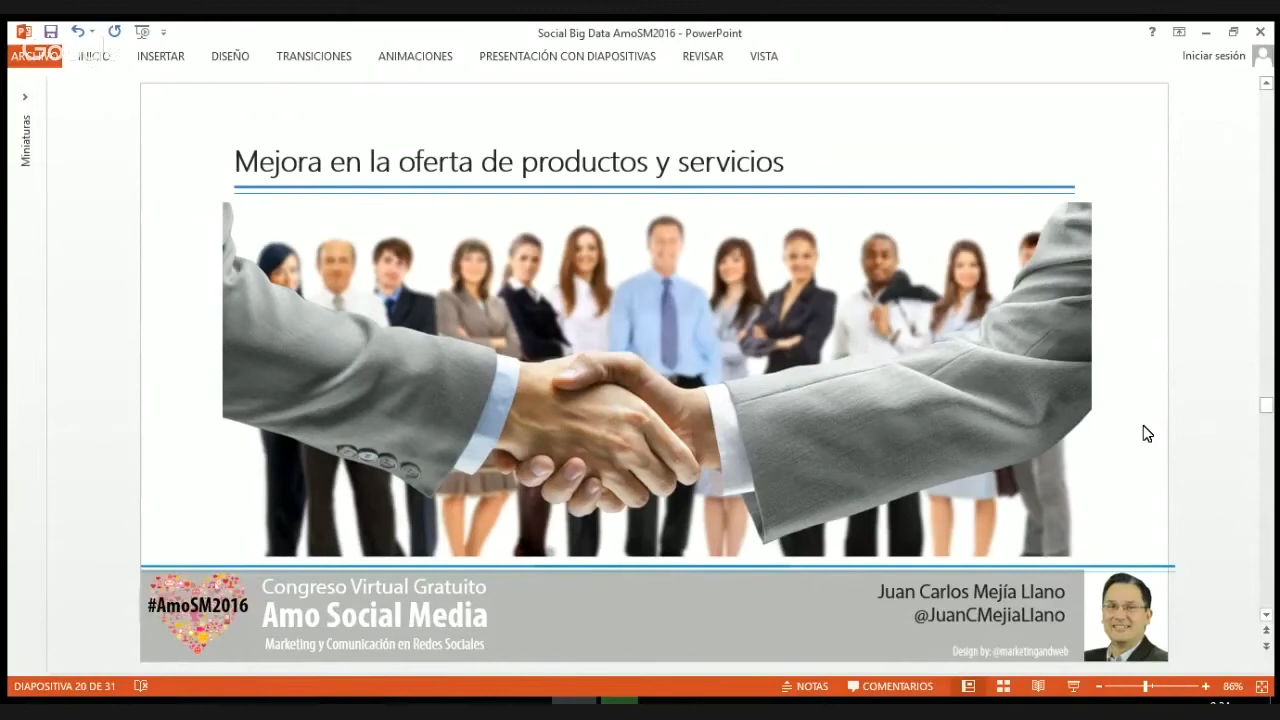 Social Big Data AmoSM2016 - PowerPoint
INSERTAR DISEÑO TRANSICIONES ANIMACIONES PRESENTACIÓN CON DIAPOSITIVAS REVISAR VISTA
Iniciar sesión
Miniaturas
Mejora en la oferta de productos y servicios
#AmoSM2016
Congreso Virtual Gratuito
Amo Social Media
Marketing y Comunicación en Redes Sociales
Juan Carlos Mejía Llano
@JuanCMejiaLlano
Design by: @marketingandweb
DIAPOSITIVA 20 DE 31
NOTAS
COMENTARIOS
86%